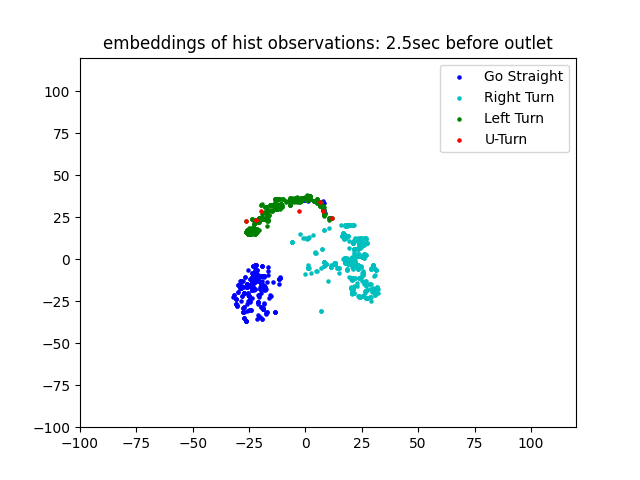 embeddings of hist observations: 2.5sec before outlet
Go Straight
Right Turn
Left Turn
U-Turn
100
75
50
25
0
−25
−50
−75
−100
−100 −75 −50 −25 0 25 50 75 100